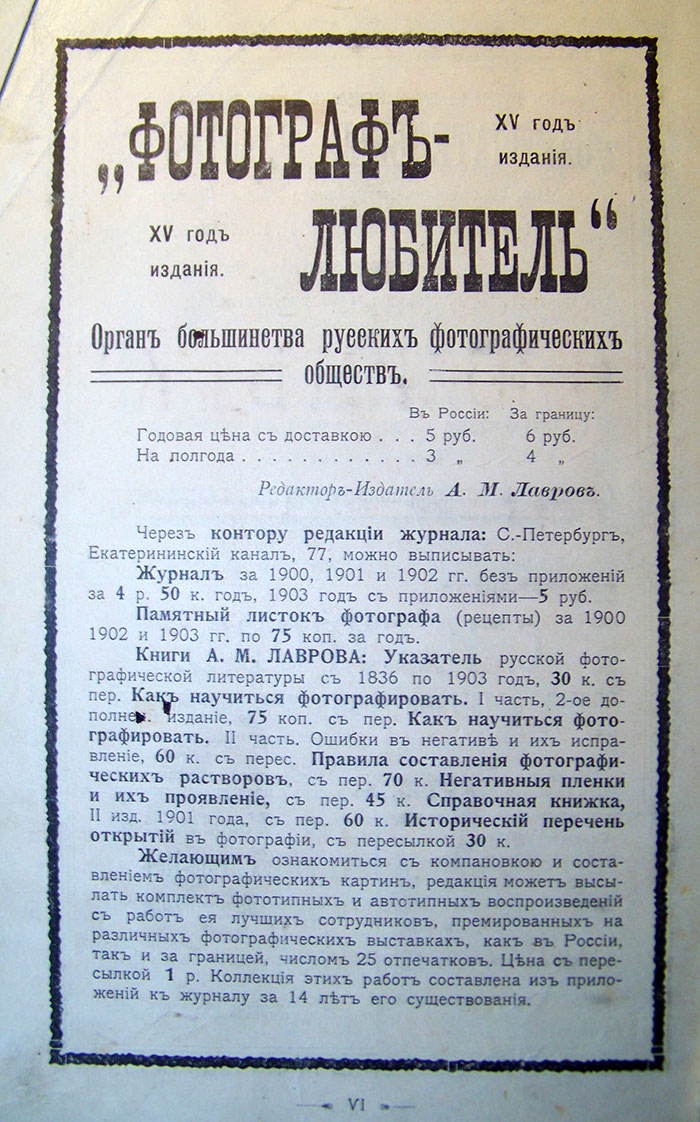 „ФОТОГРАФЪ-
XV годъ
изданія.
XV годъ
изданія.
ЛЮБИТЕЛЬ“
Органъ большинства русскихъ фотографическихъ
обществъ.
Въ Россіи: За границу:
Годовая цѣна съ доставкою . . . 5 руб. 6 руб.
На полгода . . . . . . . . . . . . 3 „ 4 „
Редакторъ-Издатель А. М. Лавровъ.
Черезъ контору редакціи журнала: С.-Петербургъ,
Екатерининскій каналъ, 77, можно выписывать:
Журналъ за 1900, 1901 и 1902 гг. безъ приложеній
за 4 р. 50 к. годъ, 1903 годъ съ приложеніями—5 руб.
Памятный листокъ фотографа (рецепты) за 1900
1902 и 1903 гг. по 75 коп. за годъ.
Книги А. М. ЛАВРОВА: Указатель русской фото-
графической литературы съ 1836 по 1903 годъ, 30 к. съ
пер. Какъ научиться фотографировать. I часть, 2-ое до-
полнен. изданіе, 75 коп. съ пер. Какъ научиться фото-
графировать. II часть. Ошибки въ негативѣ и ихъ испра-
вленіе, 60 к. съ перес. Правила составленія фотографи-
ческихъ растворовъ, съ пер. 70 к. Негативныя пленки
и ихъ проявленіе, съ пер. 45 к. Справочная книжка,
II изд. 1901 года, съ пер. 60 к. Историческій перечень
открытій въ фотографіи, съ пересылкой 30 к.
Желающимъ ознакомиться съ компановкою и соста-
вленіемъ фотографическихъ картинъ, редакція можетъ высы-
лать комплектъ фототипныхъ и автотипныхъ воспроизведеній
съ работъ ея лучшихъ сотрудниковъ, премированныхъ на
различныхъ фотографическихъ выставкахъ, какъ въ Россіи,
такъ и за границей, числомъ 25 отпечатковъ. Цѣна съ пере-
сылкой 1 р. Коллекція этихъ работъ составлена изъ прило-
женій къ журналу за 14 лѣтъ его существованія.
VI